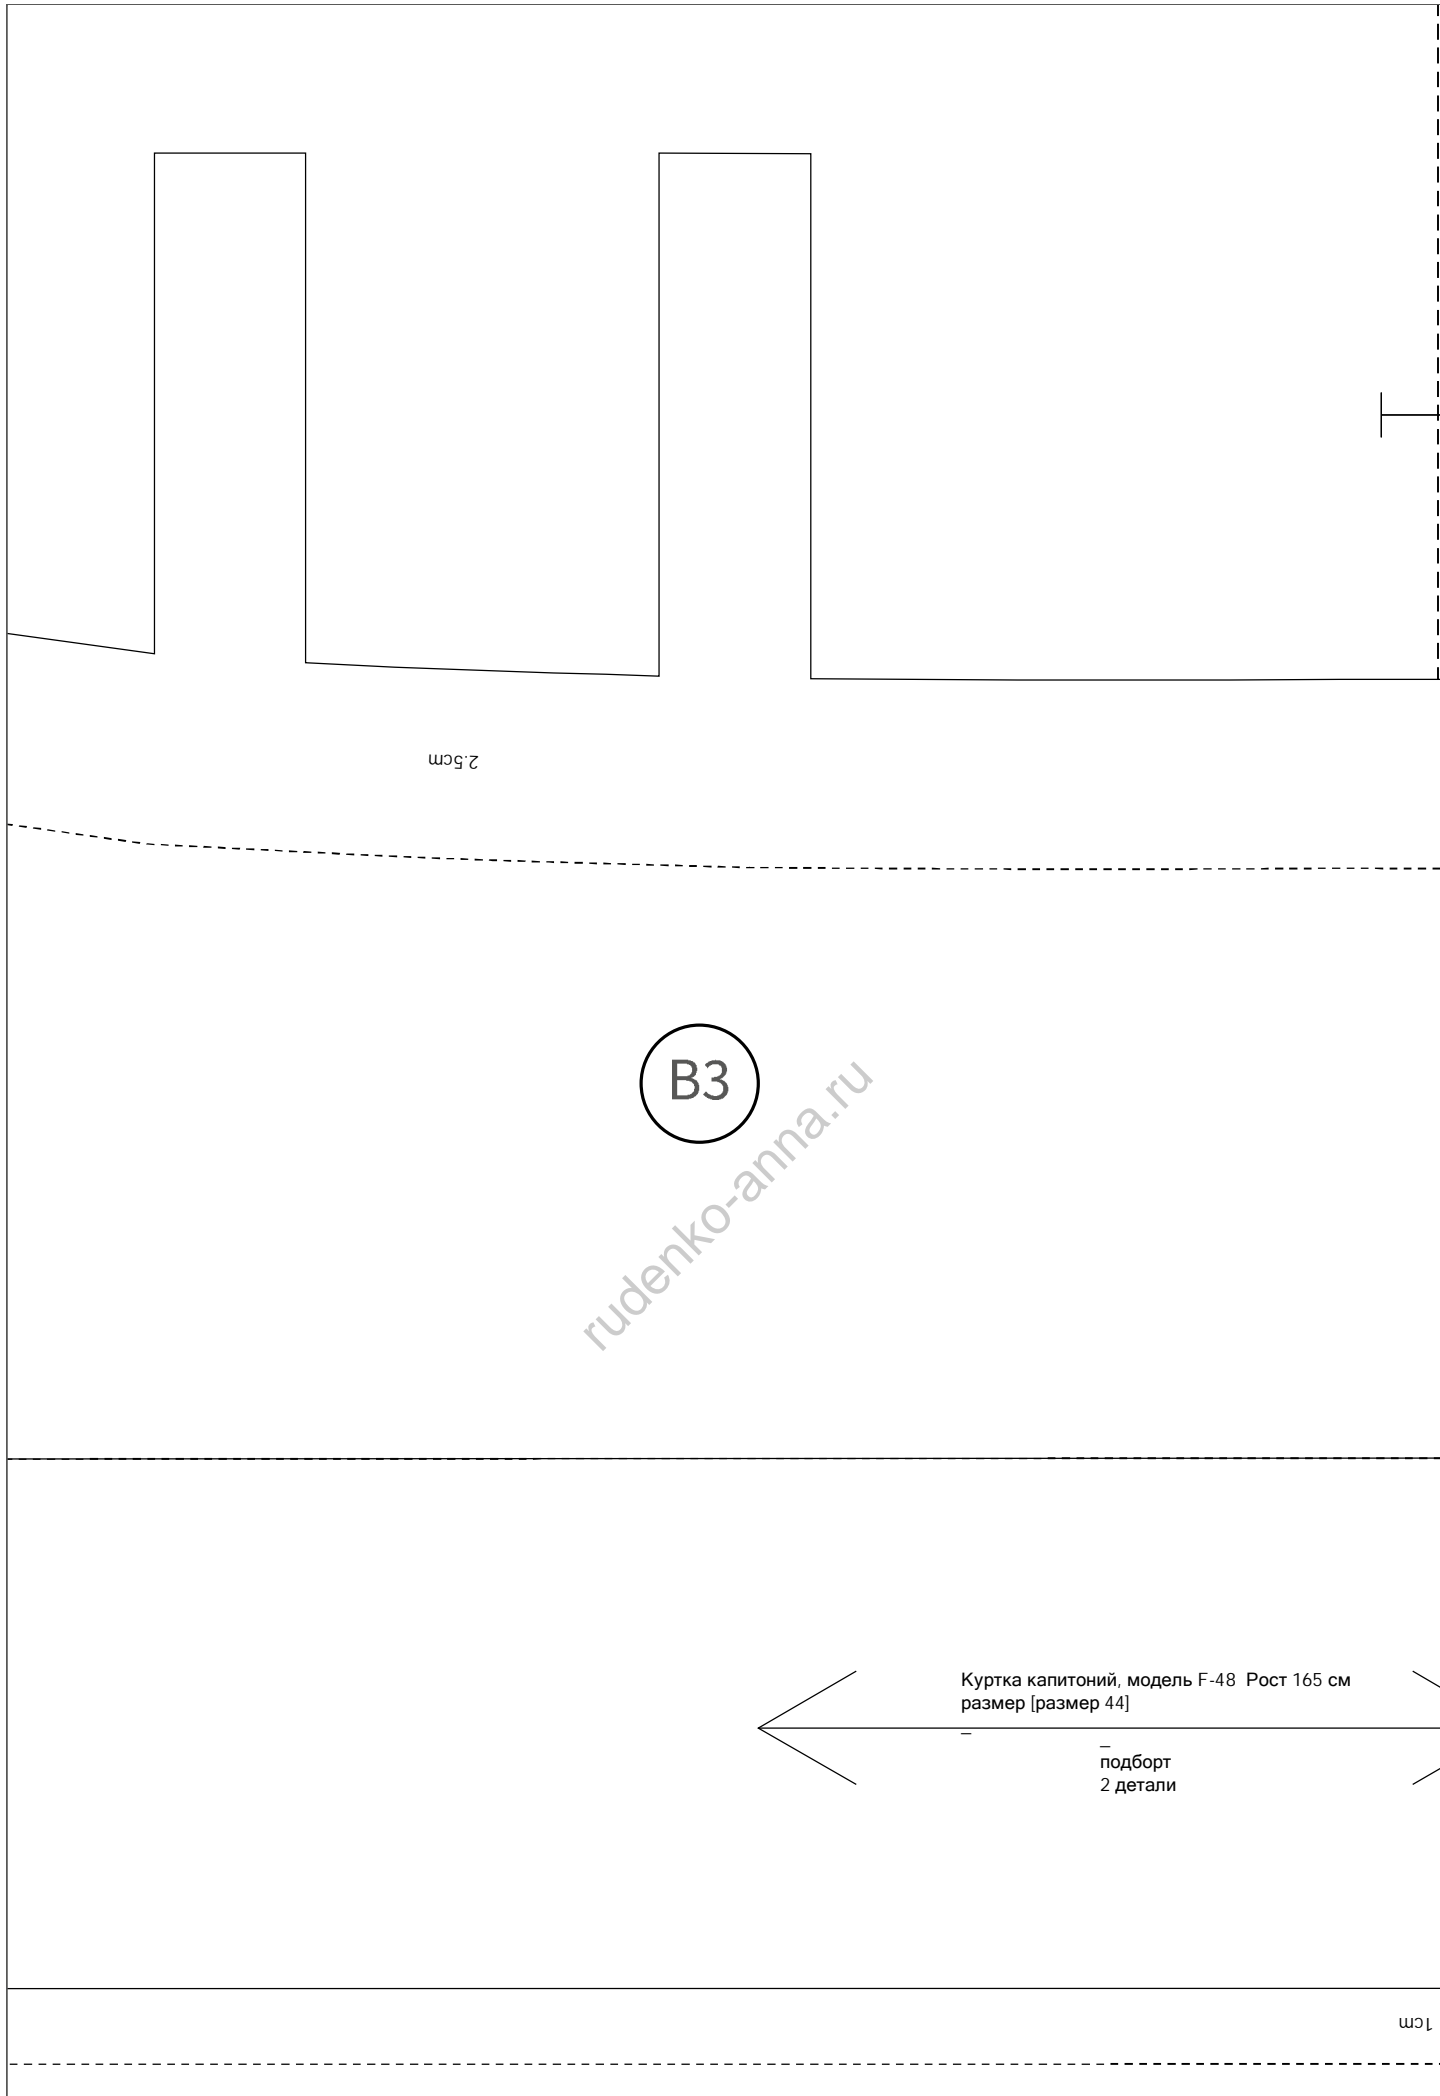 2.5cm
B3
rudenko-anna.ru
Куртка капитоний, модель F-48 Рост 165 см
размер [размер 44]
_
_
подборт
2 детали
1cm